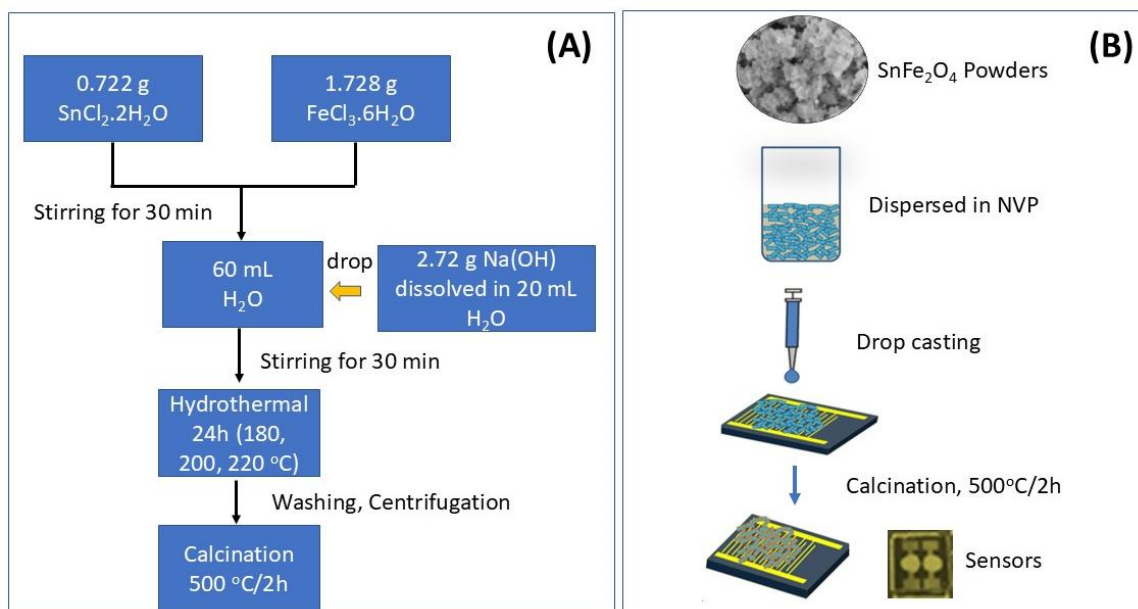 (A)
0.722 g
SnCl₂.2H₂O
1.728 g
FeCl₃.6H₂O
Stirring for 30 min
60 mL
H₂O
drop
2.72 g Na(OH)
dissolved in 20 mL
H₂O
Stirring for 30 min
Hydrothermal
24h (180,
200, 220 °C)
Washing, Centrifugation
Calcination
500 °C/2h
(B)
SnFe₂O₄ Powders
Dispersed in NVP
Drop casting
Calcination, 500°C/2h
Sensors